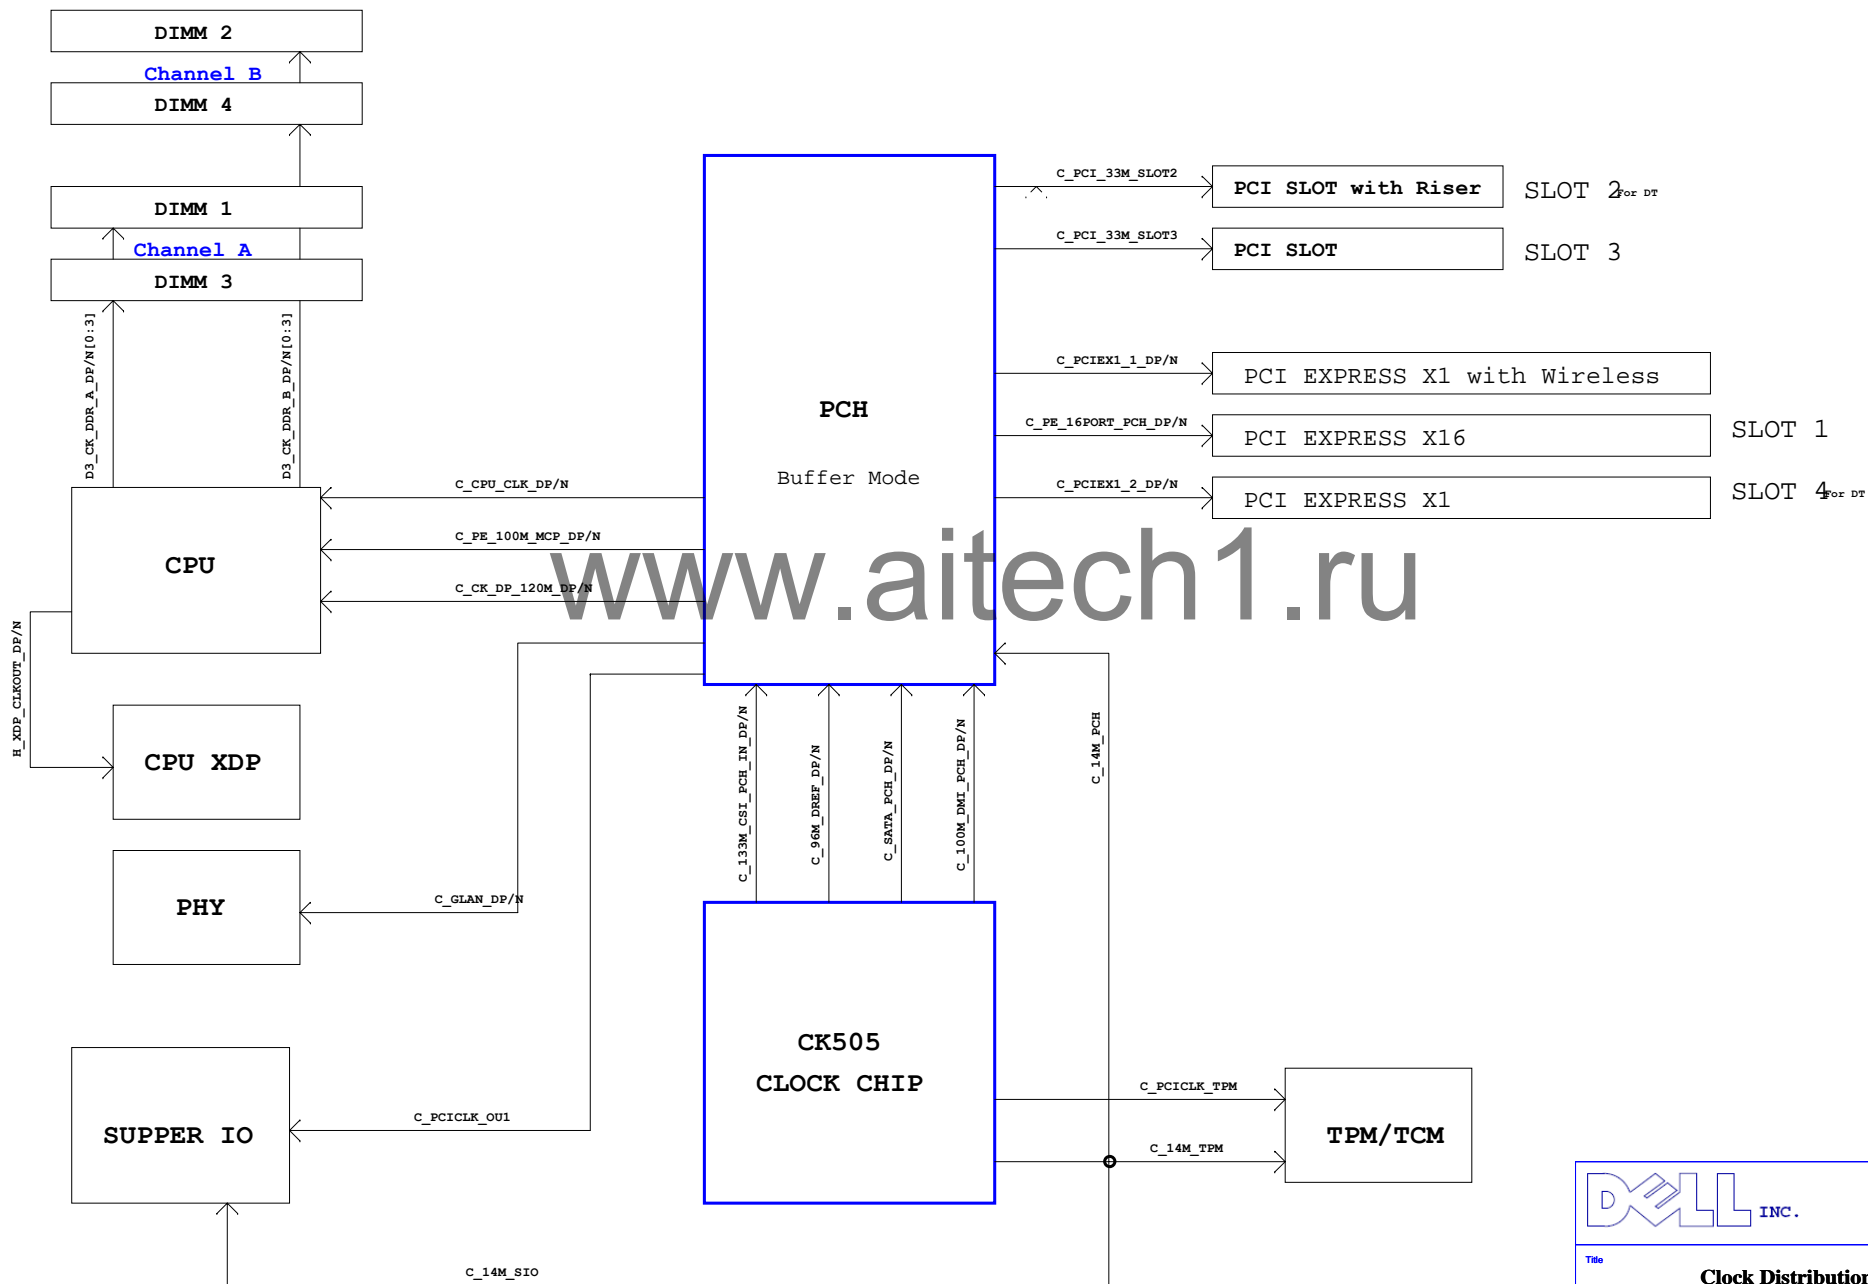 DIMM 2
Channel B
DIMM 4
DIMM 1
Channel A
DIMM 3
D3_CK_DDR_A_DP/N[0:3]
D3_CK_DDR_B_DP/N[0:3]
CPU
H_XDP_CLKOUT_DP/N
CPU XDP
PHY
SUPPER IO
C_CPU_CLK_DP/N
C_PE_100M_MCP_DP/N
C_CK_DP_120M_DP/N
C_GLAN_DP/N
C_PCICLK_OU1
C_14M_SIO
PCH
Buffer Mode
www.aitech1.ru
C_133M_CSI_PCH_IN_DP/N
C_96M_DREF_DP/N
C_SATA_PCH_DP/N
C_100M_DMI_PCH_DP/N
C_14M_PCH
CK505
CLOCK CHIP
C_PCI_33M_SLOT2
PCI SLOT with Riser
SLOT 2 For DT
C_PCI_33M_SLOT3
PCI SLOT
SLOT 3
C_PCIEX1_1_DP/N
PCI EXPRESS X1 with Wireless
C_PE_16PORT_PCH_DP/N
PCI EXPRESS X16
SLOT 1
C_PCIEX1_2_DP/N
PCI EXPRESS X1
SLOT 4 For DT
C_PCICLK_TPM
C_14M_TPM
TPM/TCM
DELL INC.
Title
Clock Distribution